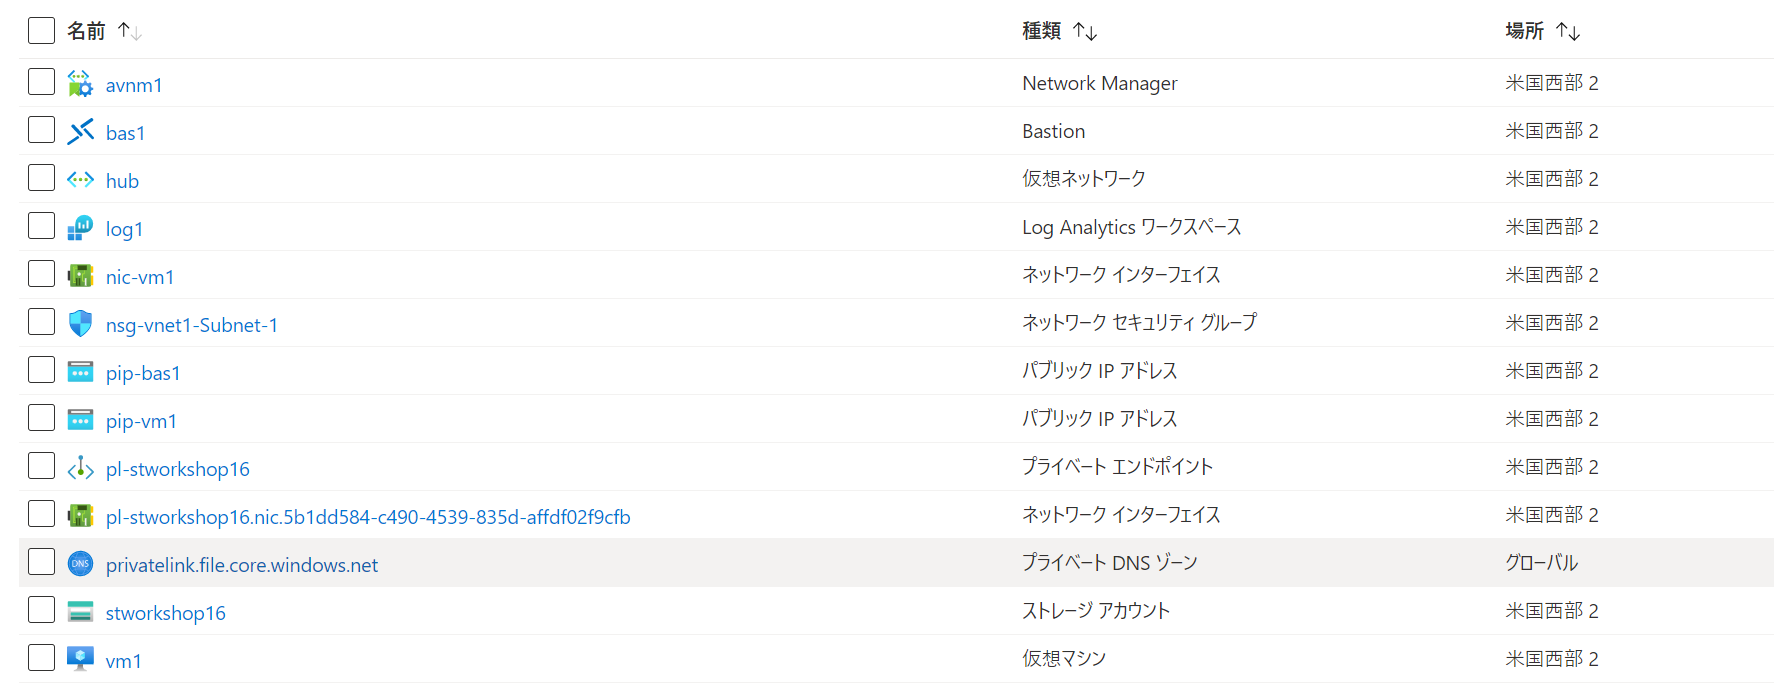 名前 ↑↓ 種類 ↑↓ 場所 ↑↓
avnm1 Network Manager 米国西部 2
bas1 Bastion 米国西部 2
hub 仮想ネットワーク 米国西部 2
log1 Log Analytics ワークスペース 米国西部 2
nic-vm1 ネットワーク インターフェイス 米国西部 2
nsg-vnet1-Subnet-1 ネットワーク セキュリティ グループ 米国西部 2
pip-bas1 パブリック IP アドレス 米国西部 2
pip-vm1 パブリック IP アドレス 米国西部 2
pl-stworkshop16 プライベート エンドポイント 米国西部 2
pl-stworkshop16.nic.5b1dd584-c490-4539-835d-affdf02f9cfb ネットワーク インターフェイス 米国西部 2
DNS privatelink.file.core.windows.net プライベート DNS ゾーン グローバル
stworkshop16 ストレージ アカウント 米国西部 2
vm1 仮想マシン 米国西部 2